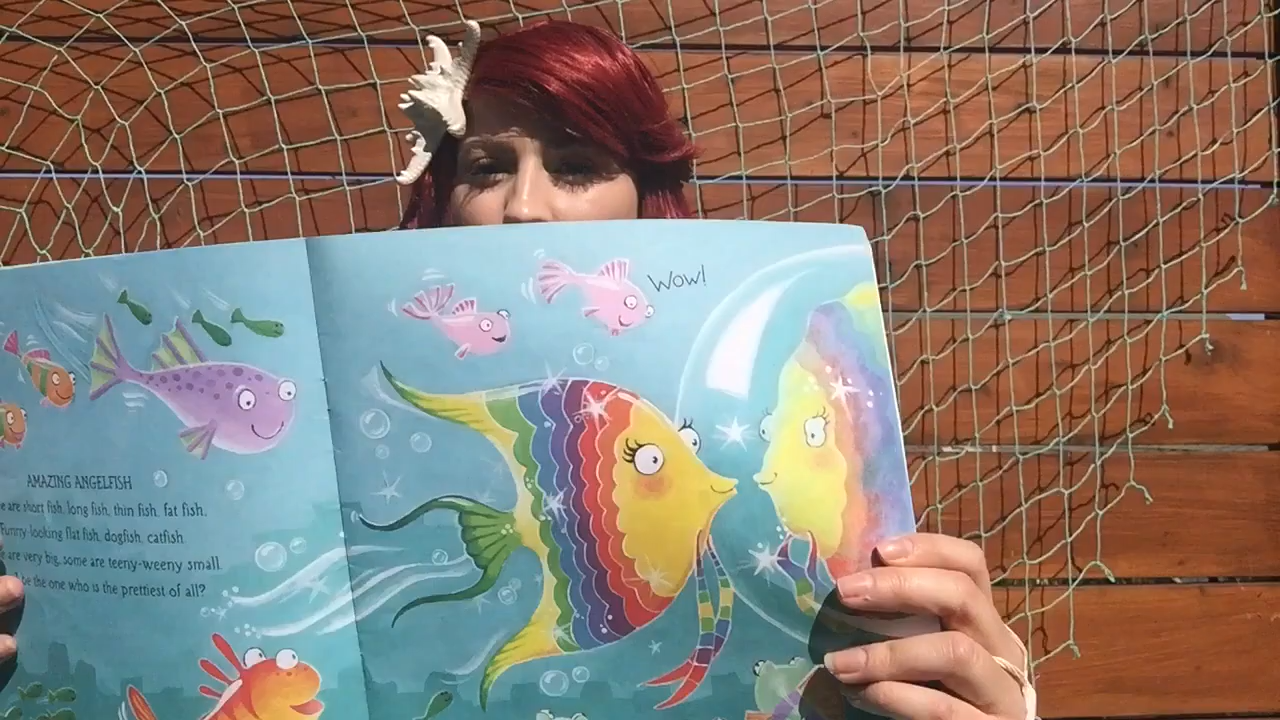 AMAZING ANGELFISH
are short fish, long fish, thin fish, fat fish.
Funny-looking flat fish, dogfish, catfish.
are very big, some are teeny-weeny small.
be the one who is the prettiest of all?
Wow!